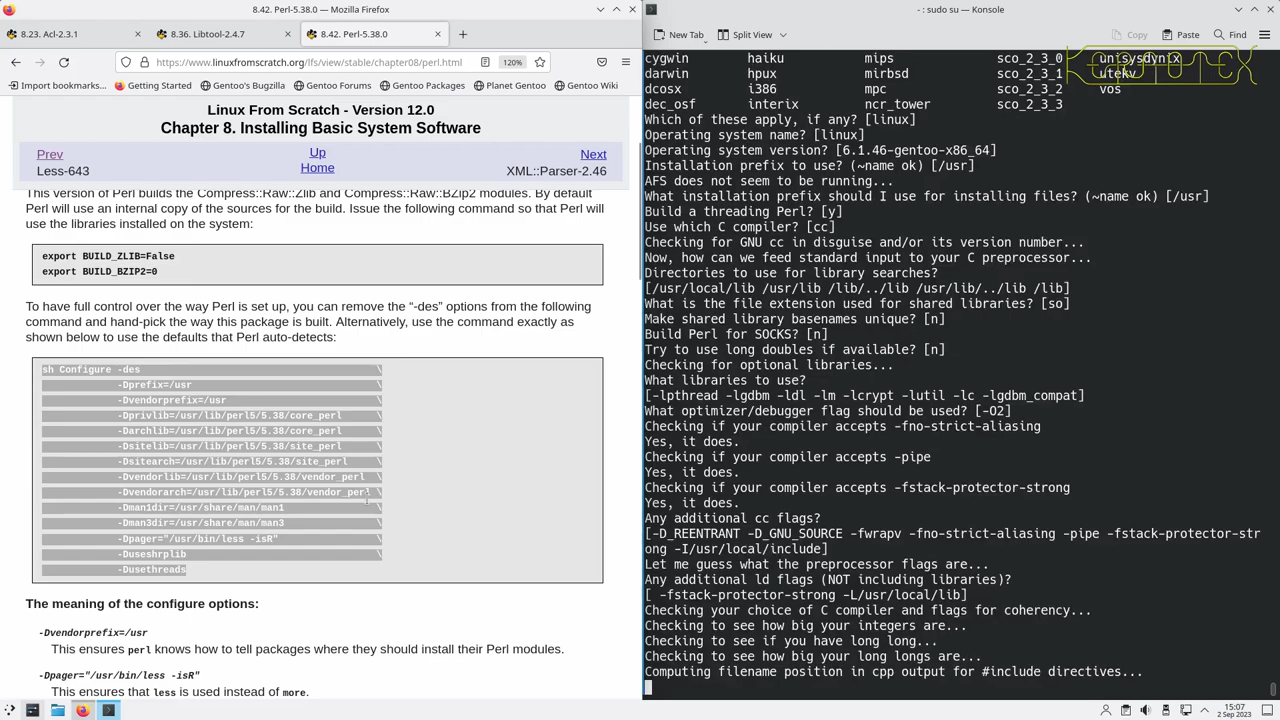 8.42. Perl-5.38.0 — Mozilla Firefox
8.23. Acl-2.3.1
8.36. Libtool-2.4.7
8.42. Perl-5.38.0
https://www.linuxfromscratch.org/lfs/view/stable/chapter08/perl.html
120%
Import bookmarks...
Getting Started
Gentoo's Bugzilla
Gentoo Forums
Gentoo Packages
Planet Gentoo
Gentoo Wiki
Linux From Scratch - Version 12.0
Chapter 8. Installing Basic System Software
Prev
Up
Next
Less-643
Home
XML::Parser-2.46
This version of Perl builds the Compress::Raw::Zlib and Compress::Raw::BZip2 modules. By default
Perl will use an internal copy of the sources for the build. Issue the following command so that Perl will
use the libraries installed on the system:
export BUILD_ZLIB=False
export BUILD_BZIP2=0
To have full control over the way Perl is set up, you can remove the “-des” options from the following
command and hand-pick the way this package is built. Alternatively, use the command exactly as
shown below to use the defaults that Perl auto-detects:
sh Configure -des \
-Dprefix=/usr \
-Dvendorprefix=/usr \
-Dprivlib=/usr/lib/perl5/5.38/core_perl \
-Darchlib=/usr/lib/perl5/5.38/core_perl \
-Dsitelib=/usr/lib/perl5/5.38/site_perl \
-Dsitearch=/usr/lib/perl5/5.38/site_perl \
-Dvendorlib=/usr/lib/perl5/5.38/vendor_perl \
-Dvendorarch=/usr/lib/perl5/5.38/vendor_perl \
-Dman1dir=/usr/share/man/man1 \
-Dman3dir=/usr/share/man/man3 \
-Dpager="/usr/bin/less -isR" \
-Duseshrplib \
-Dusethreads
The meaning of the configure options:
-Dvendorprefix=/usr
This ensures perl knows how to tell packages where they should install their Perl modules.
-Dpager="/usr/bin/less -isR"
This ensures that less is used instead of more.
- : sudo su — Konsole
New Tab
Split View
Copy
Paste
Find
cygwin haiku mips sco_2_3_0 unisysdynix
darwin hpux mirbsd sco_2_3_1 utekv
dcosx i386 mpc sco_2_3_2 vos
dec_osf interix ncr_tower sco_2_3_3
Which of these apply, if any? [linux]
Operating system name? [linux]
Operating system version? [6.1.46-gentoo-x86_64]
Installation prefix to use? (~name ok) [/usr]
AFS does not seem to be running...
What installation prefix should I use for installing files? (~name ok) [/usr]
Build a threading Perl? [y]
Use which C compiler? [cc]
Checking for GNU cc in disguise and/or its version number...
Now, how can we feed standard input to your C preprocessor...
Directories to use for library searches?
[/usr/local/lib /usr/lib /lib/../lib /usr/lib/../lib /lib]
What is the file extension used for shared libraries? [so]
Make shared library basenames unique? [n]
Build Perl for SOCKS? [n]
Try to use long doubles if available? [n]
Checking for optional libraries...
What libraries to use?
[-lpthread -lgdbm -ldl -lm -lcrypt -lutil -lc -lgdbm_compat]
What optimizer/debugger flag should be used? [-O2]
Checking if your compiler accepts -fno-strict-aliasing
Yes, it does.
Checking if your compiler accepts -pipe
Yes, it does.
Checking if your compiler accepts -fstack-protector-strong
Yes, it does.
Any additional cc flags?
[-D_REENTRANT -D_GNU_SOURCE -fwrapv -fno-strict-aliasing -pipe -fstack-protector-str
ong -I/usr/local/include]
Let me guess what the preprocessor flags are...
Any additional ld flags (NOT including libraries)?
[ -fstack-protector-strong -L/usr/local/lib]
Checking your choice of C compiler and flags for coherency...
Checking to see how big your integers are...
Checking to see if you have long longs...
Checking to see how big your long longs are...
Computing filename position in cpp output for #include directives...
15:07
2 Sep 2023